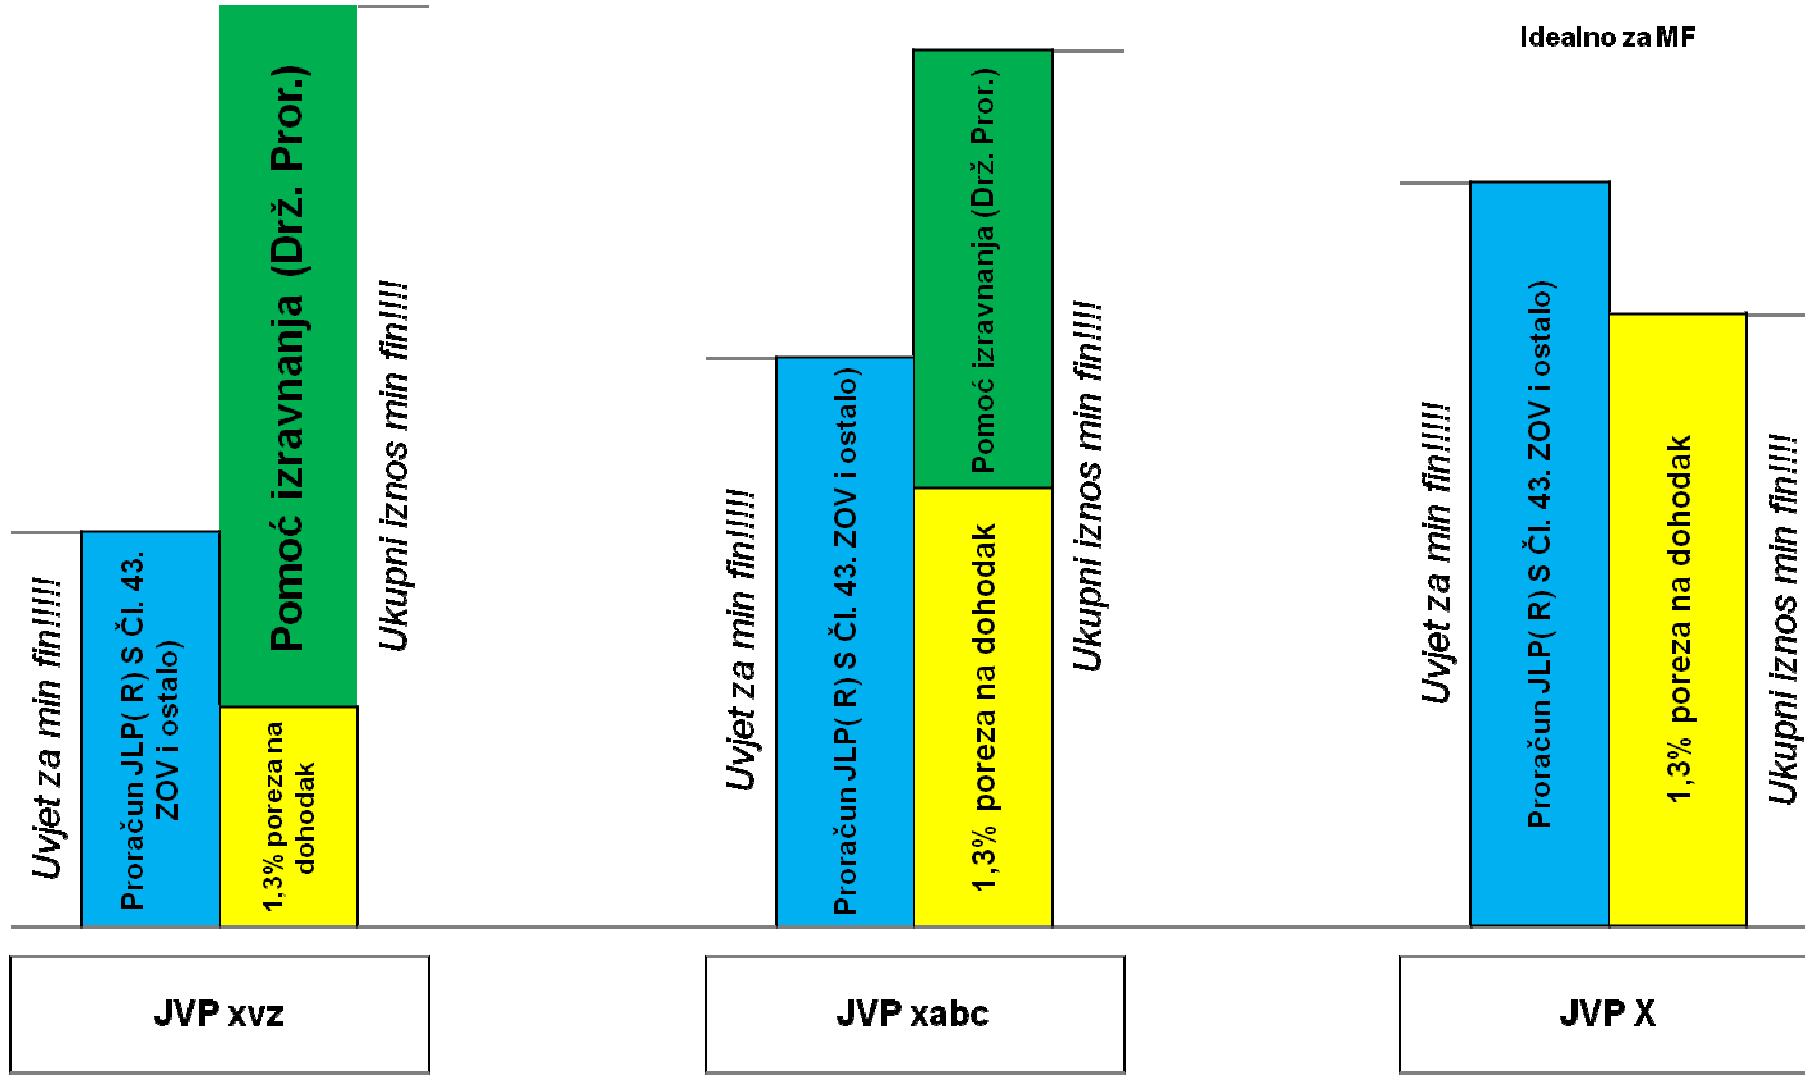 Idealno za MF
Uvjet za min fin!!!!!
Proračun JLP( R) S Čl. 43.
ZOV i ostalo)
Pomoć izravnanja (Drž. Pror.)
1,3% poreza na
dohodak
Ukupni iznos min fin!!!!
JVP xvz
Uvjet za min fin!!!!!
Proračun JLP( R) S Čl. 43. ZOV i ostalo)
Pomoć izravnanja (Drž. Pror.)
1,3% poreza na dohodak
Ukupni iznos min fin!!!!
JVP xabc
Uvjet za min fin!!!!!
Proračun JLP( R) S Čl. 43. ZOV i ostalo)
1,3% poreza na dohodak
Ukupni iznos min fin!!!!
JVP X